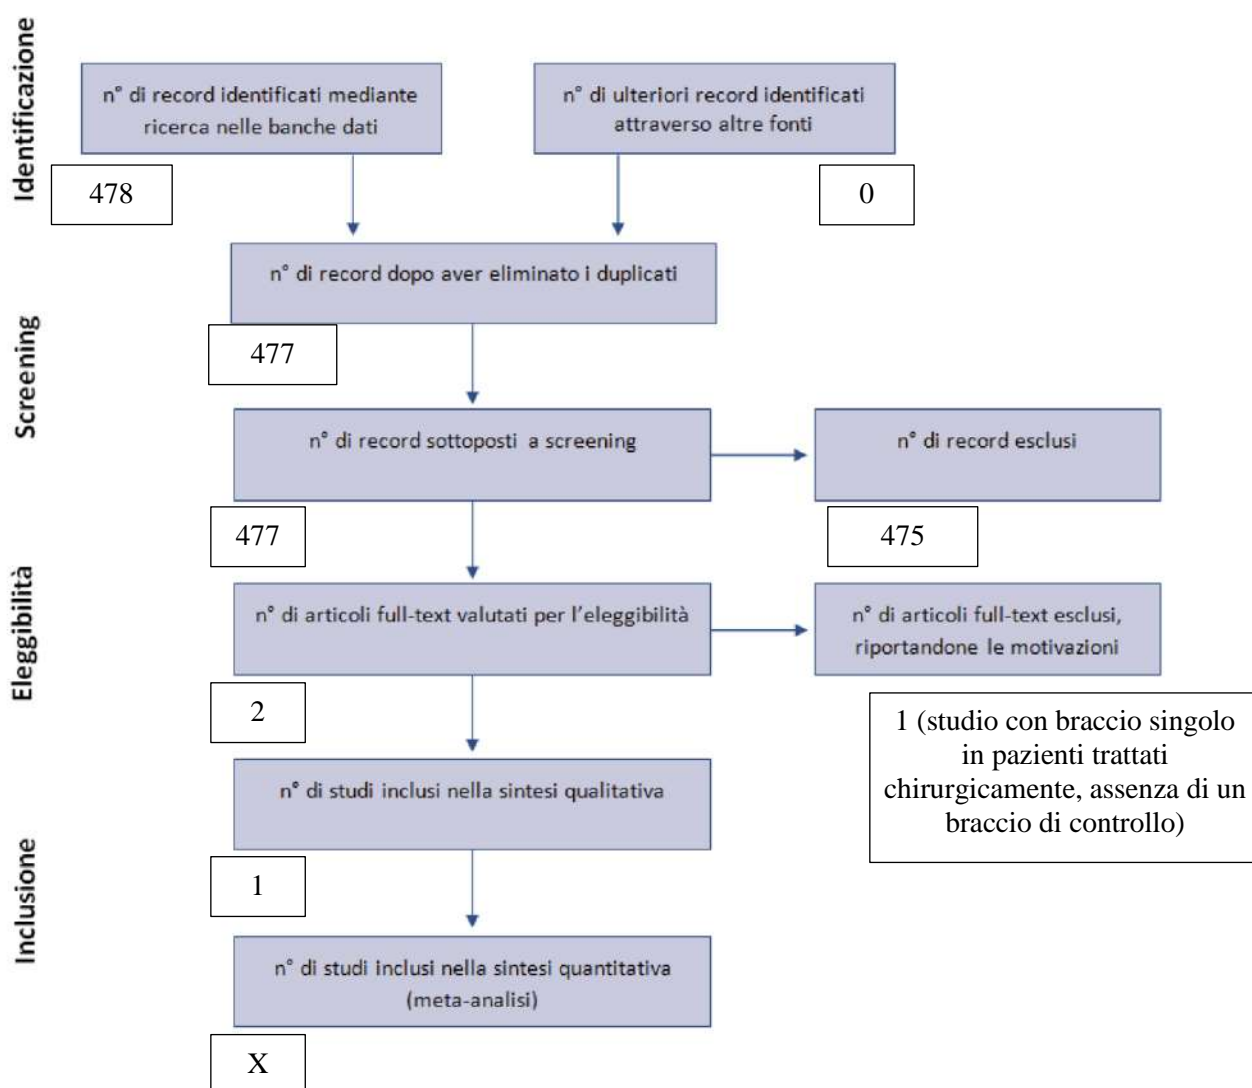 Identificazione
n° di record identificati mediante
ricerca nelle banche dati
n° di ulteriori record identificati
attraverso altre fonti
478
0
n° di record dopo aver eliminato i duplicati
Screening
477
n° di record sottoposti a screening
n° di record esclusi
477
475
Eleggibilità
n° di articoli full-text valutati per l'eleggibilità
n° di articoli full-text esclusi,
riportandone le motivazioni
2
1 (studio con braccio singolo
in pazienti trattati
chirurgicamente, assenza di un
braccio di controllo)
n° di studi inclusi nella sintesi qualitativa
Inclusione
1
n° di studi inclusi nella sintesi quantitativa
(meta-analisi)
X